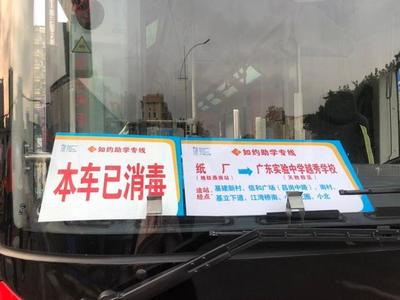 如约助学专线
本车已消毒
如约助学专线
纸厂 → 广东实验中学越秀学校
途站
经点：基建新村、信和广场（昌岗中路）、南村、
基立下道、江湾桥南、
小北